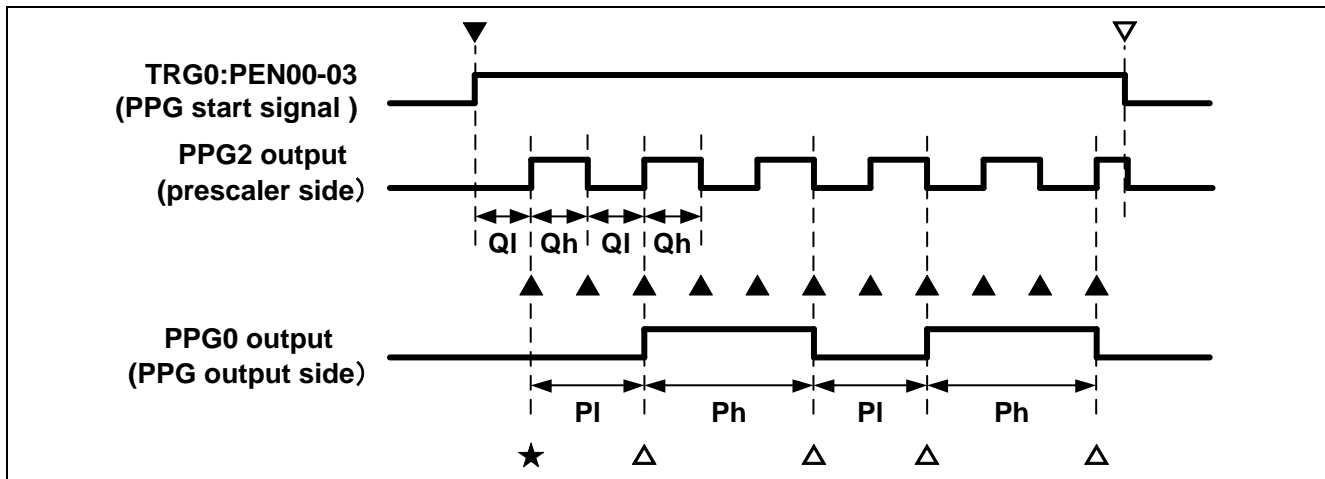 TRG0:PEN00-03
(PPG start signal )
PPG2 output
(prescaler side）
Ql Qh Ql Qh
PPG0 output
(PPG output side）
Pl Ph Pl Ph